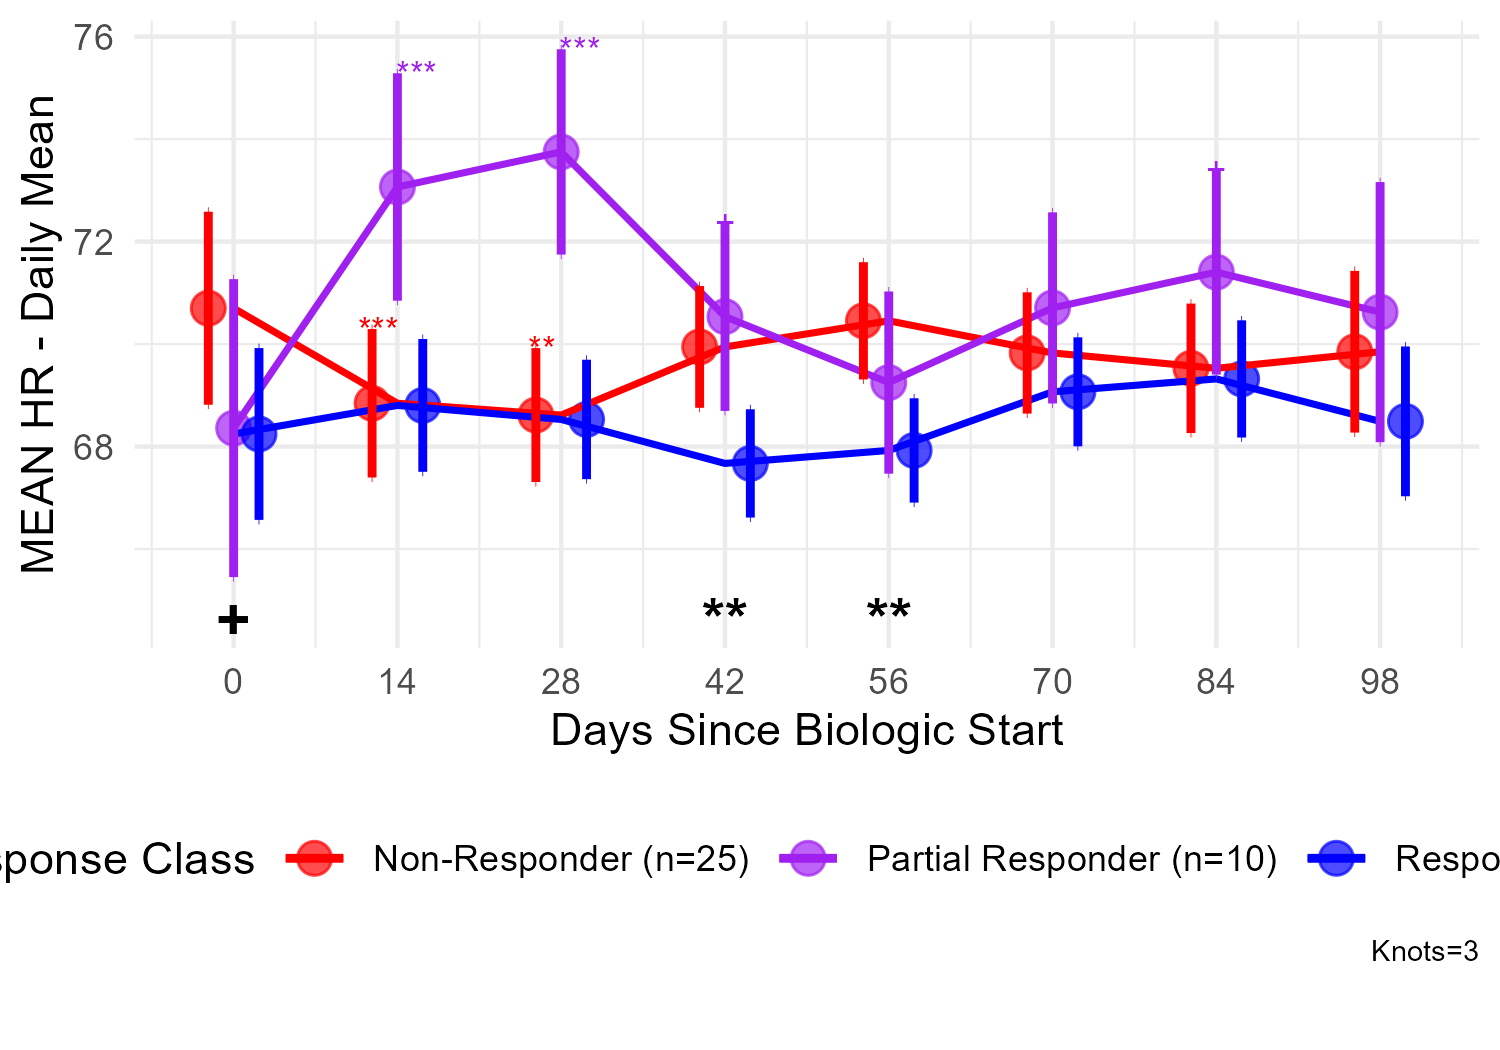 MEAN HR - Daily Mean
76
72
68
***
***
***
**
+
+
+
**
**
0 14 28 42 56 70 84 98
Days Since Biologic Start
sponse Class Non-Responder (n=25) Partial Responder (n=10) Respo
Knots=3